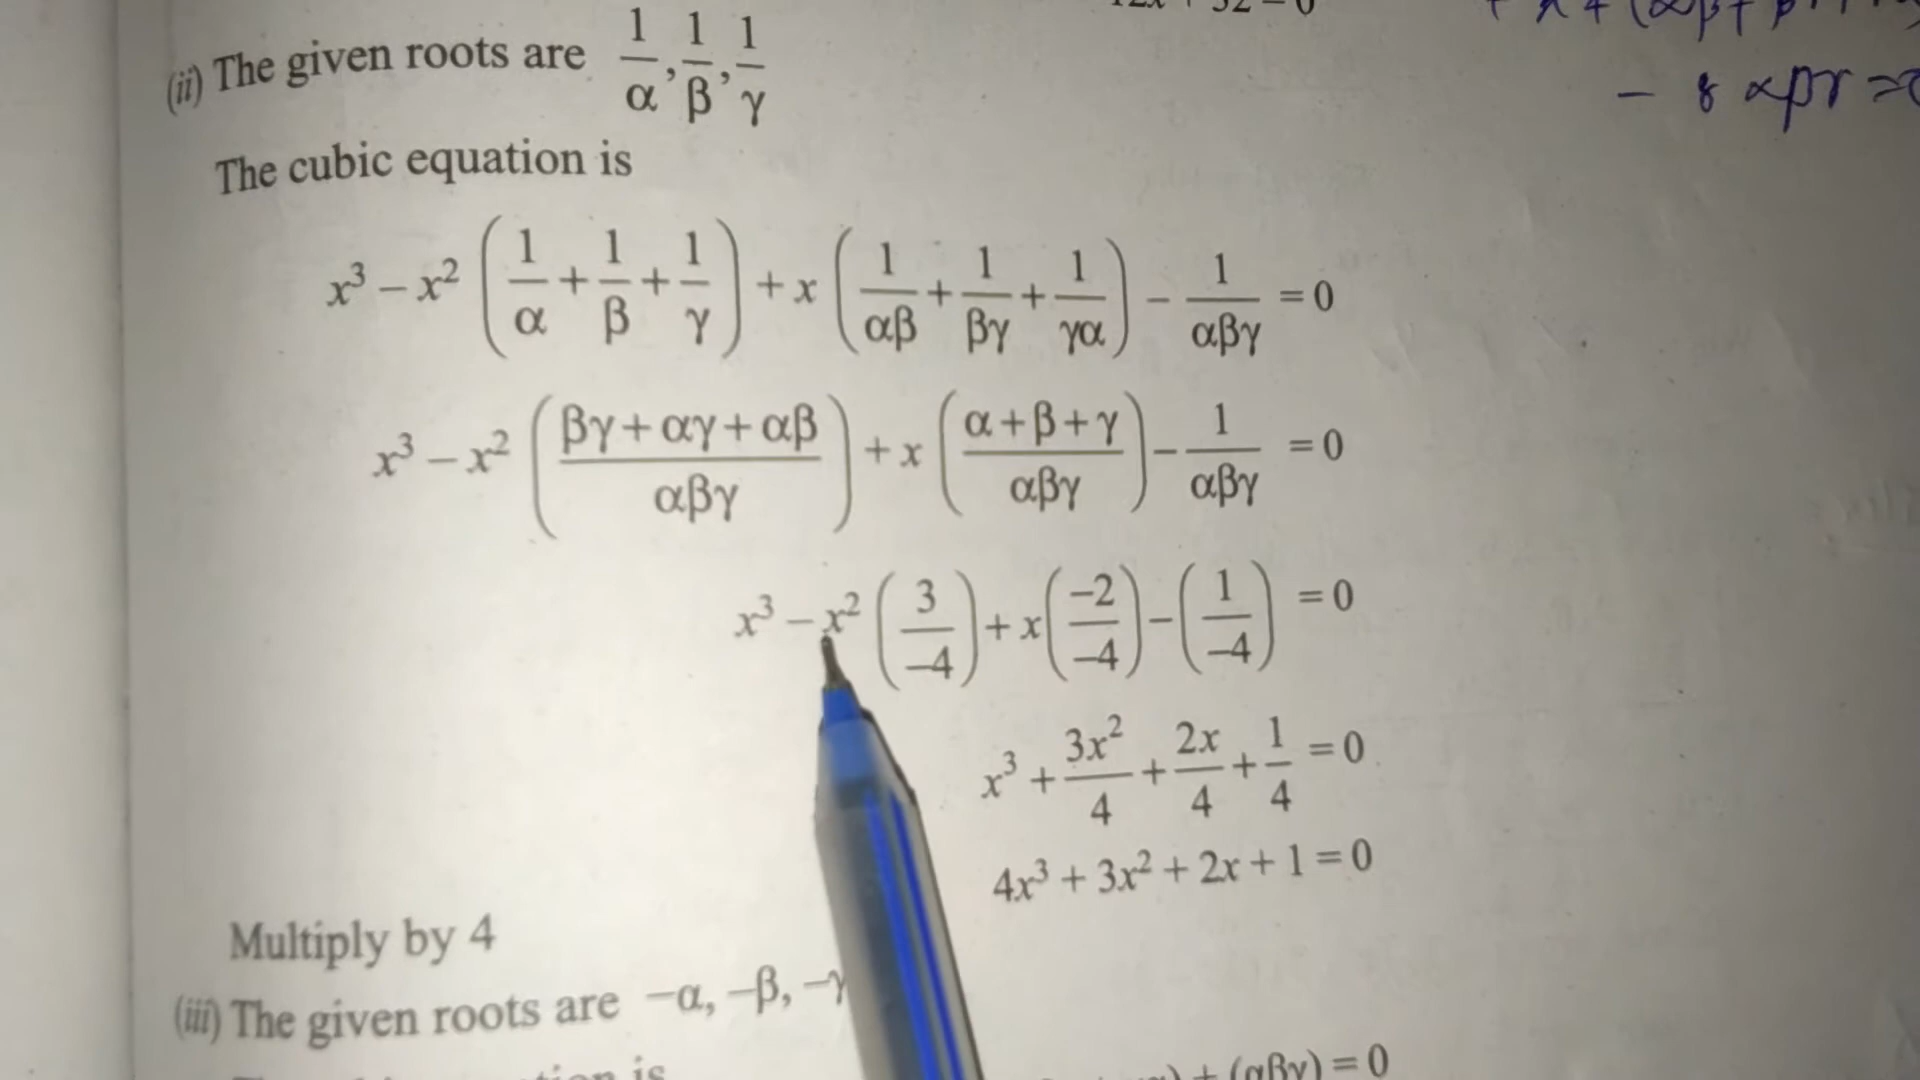 (ii) The given roots are 1/α, 1/β, 1/γ
- 8 αβγ =0
The cubic equation is
x³ – x² (1/α + 1/β + 1/γ) + x (1/αβ + 1/βγ + 1/γα) – 1/αβγ = 0
x³ – x² ((βγ+αγ+αβ)/αβγ) + x ((α+β+γ)/αβγ) – 1/αβγ = 0
x³ – x² (3/–4) + x (–2/–4) – (1/–4) = 0
x³ + 3x²/4 + 2x/4 + 1/4 = 0
4x³ + 3x² + 2x + 1 = 0
Multiply by 4
(iii) The given roots are –α, –β, –γ
+ (αβγ) = 0